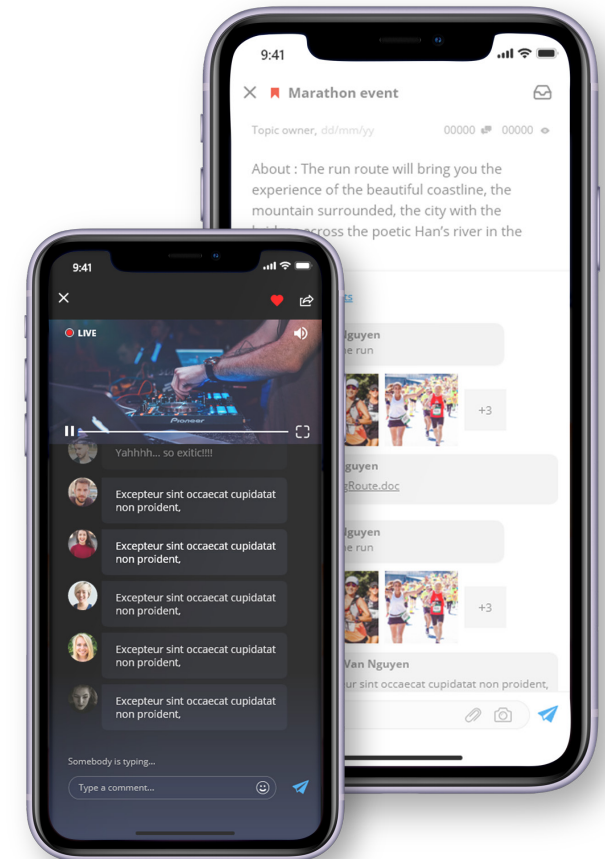 9:41
Marathon event
Topic owner, dd/mm/yy 00000 00000
About : The run route will bring you the
experience of the beautiful coastline, the
mountain surrounded, the city with the
across the poetic Han's river in the
Nguyen
run
+3
Nguyen
gRoute.doc
Nguyen
run
+3
Van Nguyen
sint occaecat cupidatat non proident,
9:41
LIVE
Pioneer
Yahhhh... so exitic!!!!
Excepteur sint occaecat cupidatat
non proident,
Excepteur sint occaecat cupidatat
non proident,
Excepteur sint occaecat cupidatat
non proident,
Excepteur sint occaecat cupidatat
non proident,
Excepteur sint occaecat cupidatat
non proident,
Somebody is typing...
Type a comment...